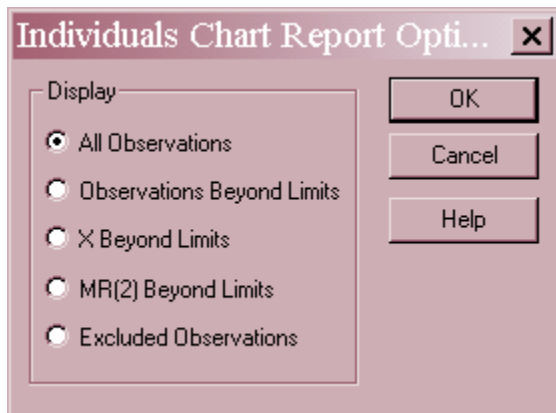 Individuals Chart Report Opti...
Display
All Observations
Observations Beyond Limits
X Beyond Limits
MR(2) Beyond Limits
Excluded Observations
OK
Cancel
Help